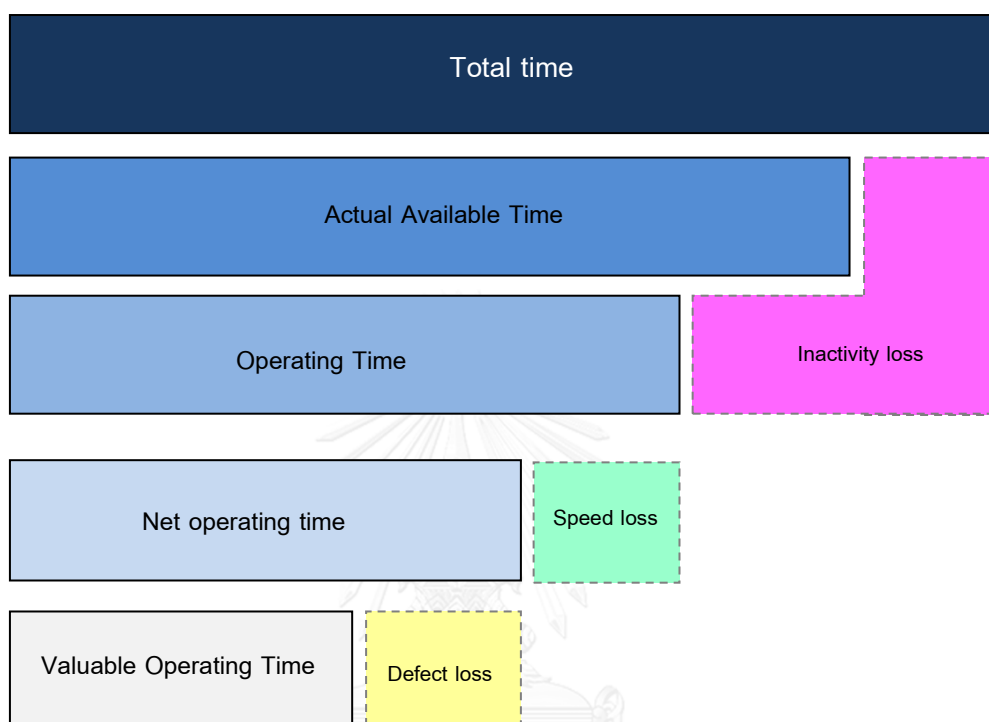 Total time
Actual Available Time
Operating Time
Inactivity loss
Net operating time
Speed loss
Valuable Operating Time
Defect loss